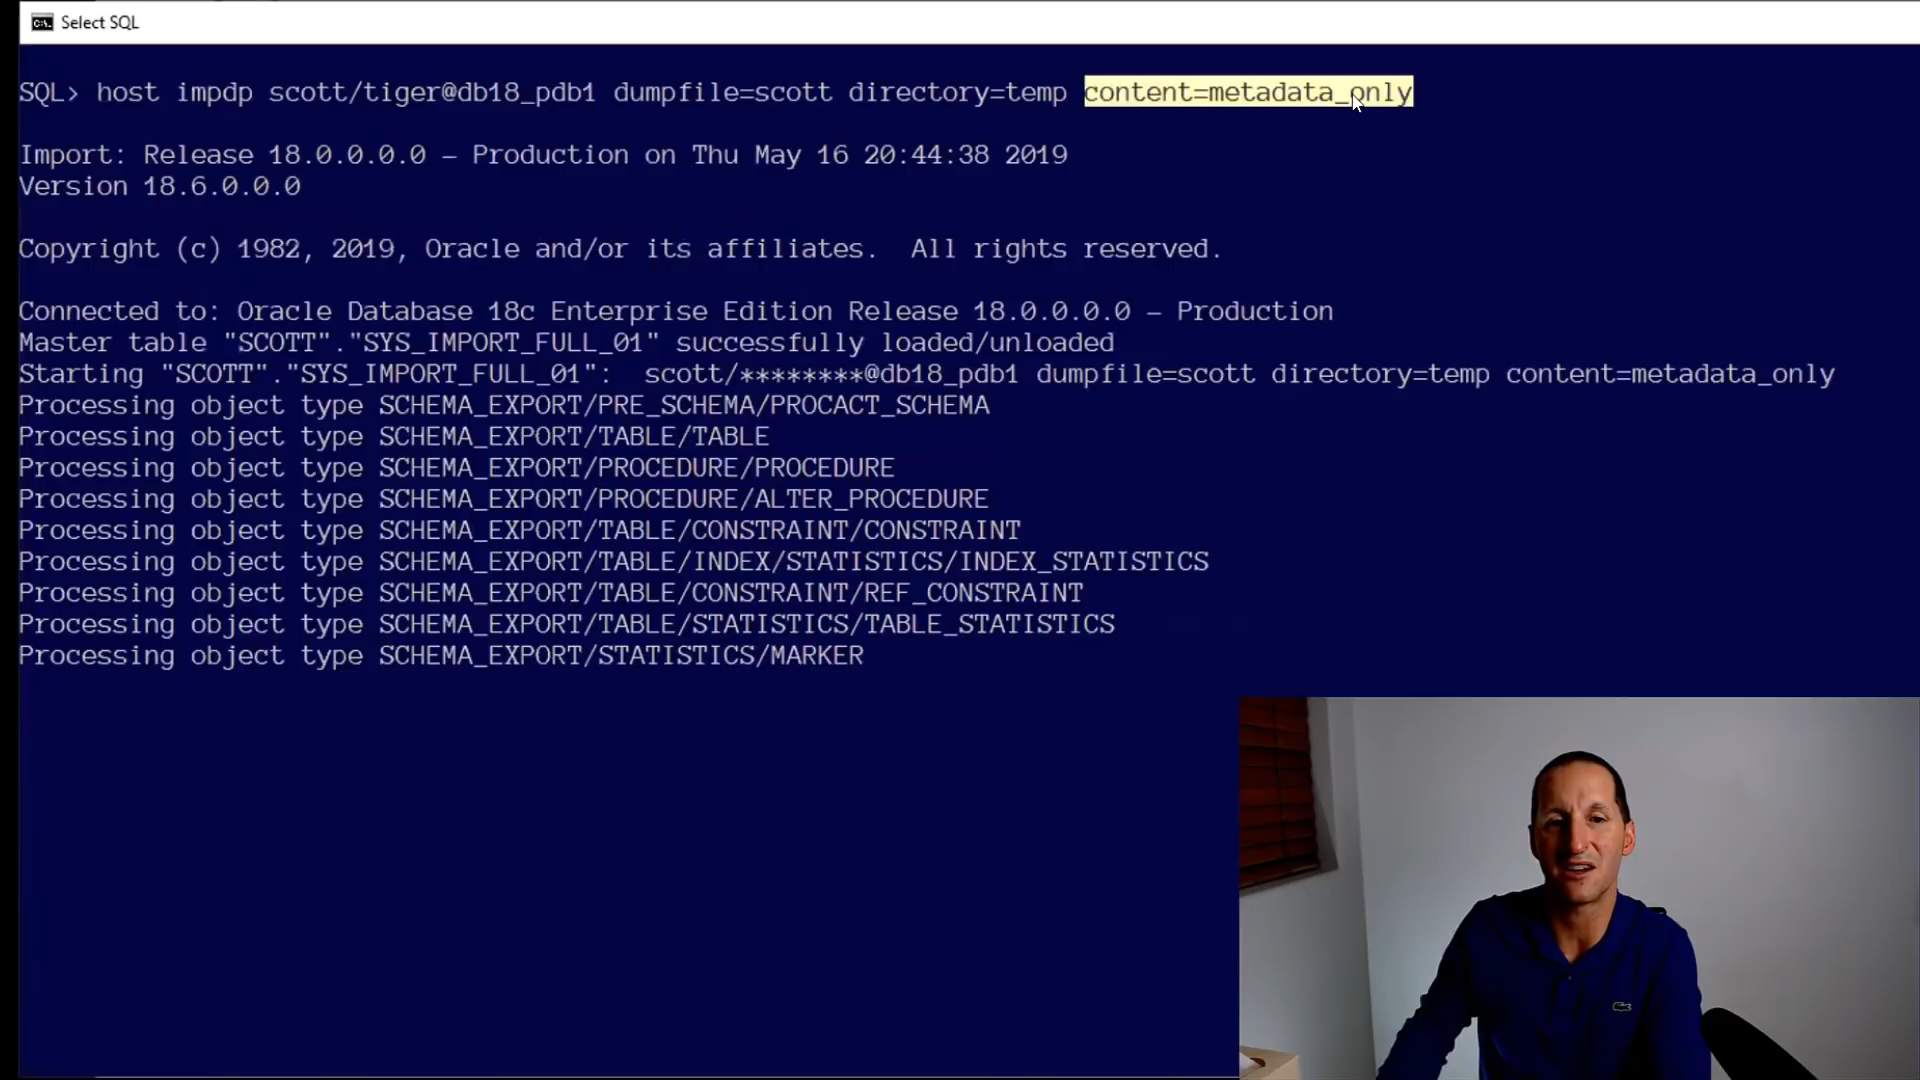 Select SQL
SQL> host impdp scott/tiger@db18_pdb1 dumpfile=scott directory=temp content=metadata_only
Import: Release 18.0.0.0.0 – Production on Thu May 16 20:44:38 2019
Version 18.6.0.0.0
Copyright (c) 1982, 2019, Oracle and/or its affiliates.  All rights reserved.
Connected to: Oracle Database 18c Enterprise Edition Release 18.0.0.0.0 – Production
Master table "SCOTT"."SYS_IMPORT_FULL_01" successfully loaded/unloaded
Starting "SCOTT"."SYS_IMPORT_FULL_01":  scott/********@db18_pdb1 dumpfile=scott directory=temp content=metadata_only
Processing object type SCHEMA_EXPORT/PRE_SCHEMA/PROCACT_SCHEMA
Processing object type SCHEMA_EXPORT/TABLE/TABLE
Processing object type SCHEMA_EXPORT/PROCEDURE/PROCEDURE
Processing object type SCHEMA_EXPORT/PROCEDURE/ALTER_PROCEDURE
Processing object type SCHEMA_EXPORT/TABLE/CONSTRAINT/CONSTRAINT
Processing object type SCHEMA_EXPORT/TABLE/INDEX/STATISTICS/INDEX_STATISTICS
Processing object type SCHEMA_EXPORT/TABLE/CONSTRAINT/REF_CONSTRAINT
Processing object type SCHEMA_EXPORT/TABLE/STATISTICS/TABLE_STATISTICS
Processing object type SCHEMA_EXPORT/STATISTICS/MARKER